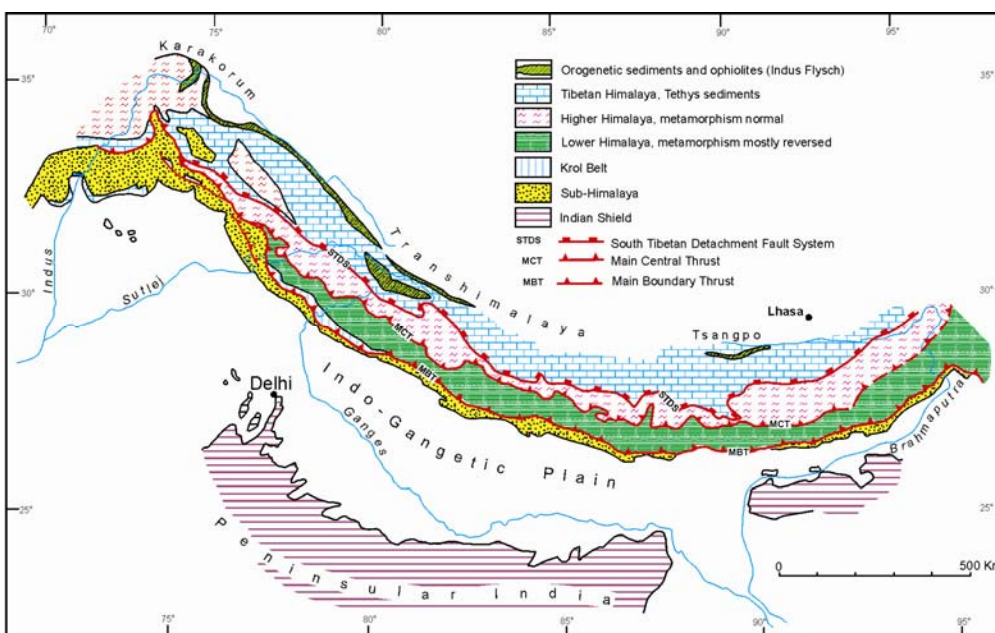 70°
75°
80°
85°
90°
95°
35°
35°
30°
30°
25°
25°
75°
80°
85°
90°
95°
Karakorum
Orogenetic sediments and ophiolites (Indus Flysch)
Tibetan Himalaya, Tethys sediments
Higher Himalaya, metamorphism normal
Lower Himalaya, metamorphism mostly reversed
Krol Belt
Sub-Himalaya
Indian Shield
STDS South Tibetan Detachment Fault System
MCT Main Central Thrust
MBT Main Boundary Thrust
Indus
Sutlej
Transhimalaya
STDS
Lhasa
Tsangpo
MCT
MBT
Delhi
STDS
MCT
MBT
Brahmaputra
Ganges
Indo-Gangetic Plain
Peninsular India
0 500 Km